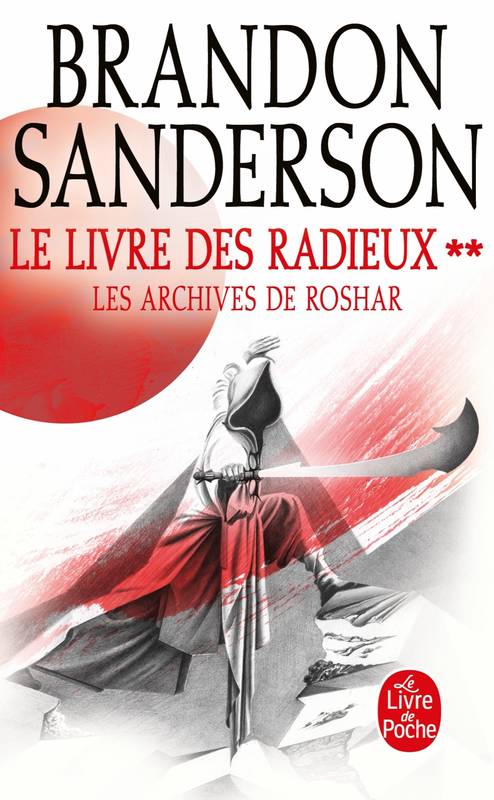 BRANDON
SANDERSON
LE LIVRE DES RADIEUX **
LES ARCHIVES DE ROSHAR
Le
Livre
de
Poche